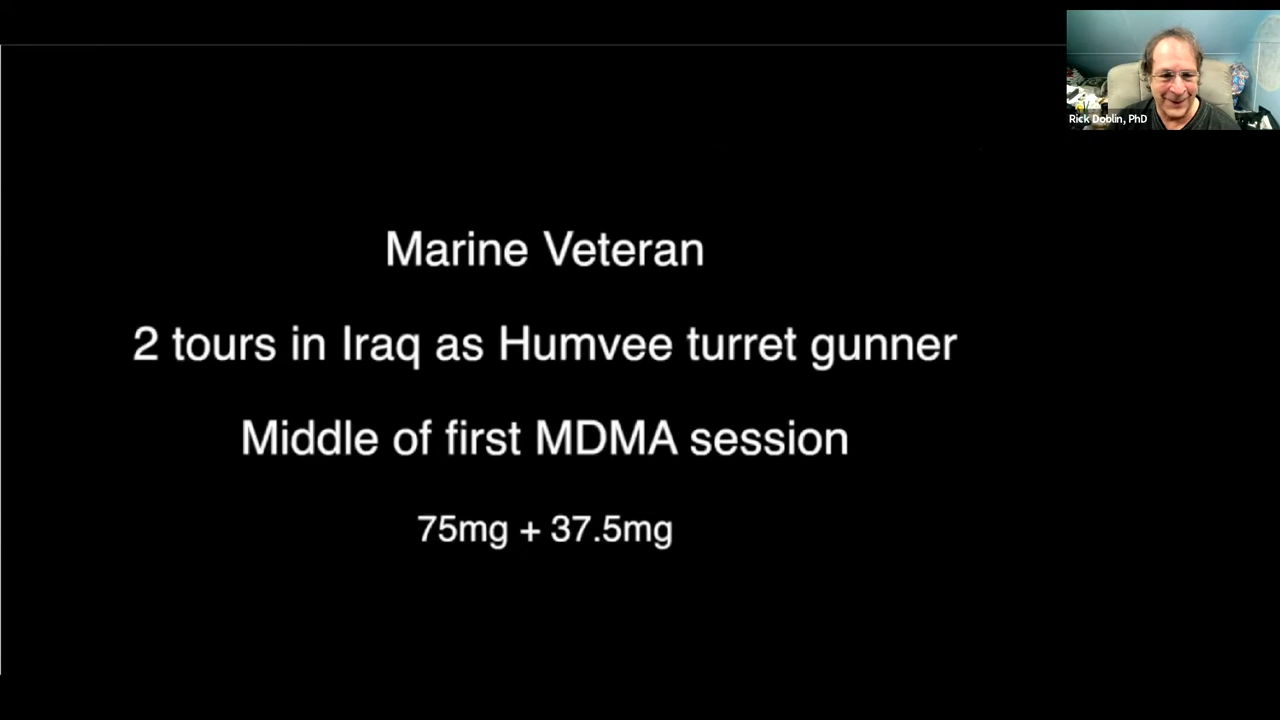 Rick Doblin, PhD
Marine Veteran
2 tours in Iraq as Humvee turret gunner
Middle of first MDMA session
75mg + 37.5mg